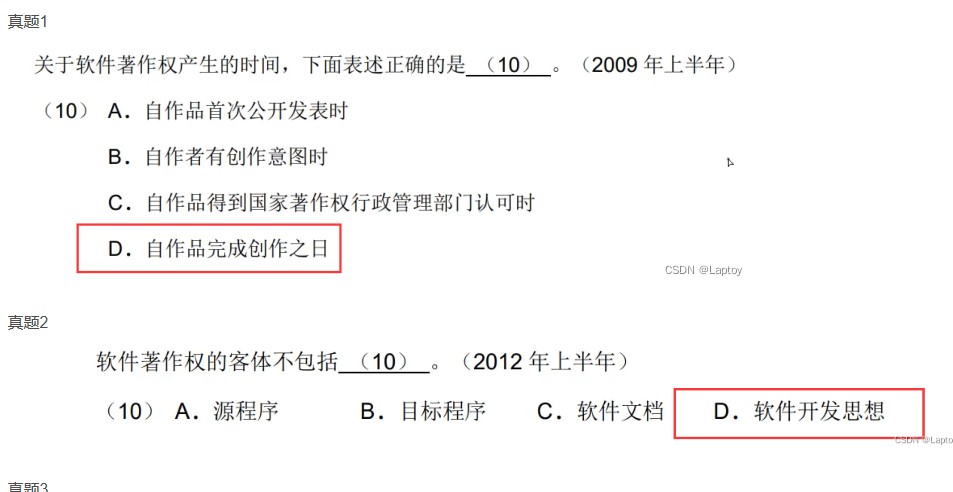 真题1
关于软件著作权产生的时间，下面表述正确的是 （10） 。（2009 年上半年）
（10） A．自作品首次公开发表时
B．自作者有创作意图时
C．自作品得到国家著作权行政管理部门认可时
D．自作品完成创作之日
CSDN @Laptoy
真题2
软件著作权的客体不包括 （10） 。（2012 年上半年）
（10） A．源程序 B．目标程序 C．软件文档 D．软件开发思想
CSDN @Lapto
真题3